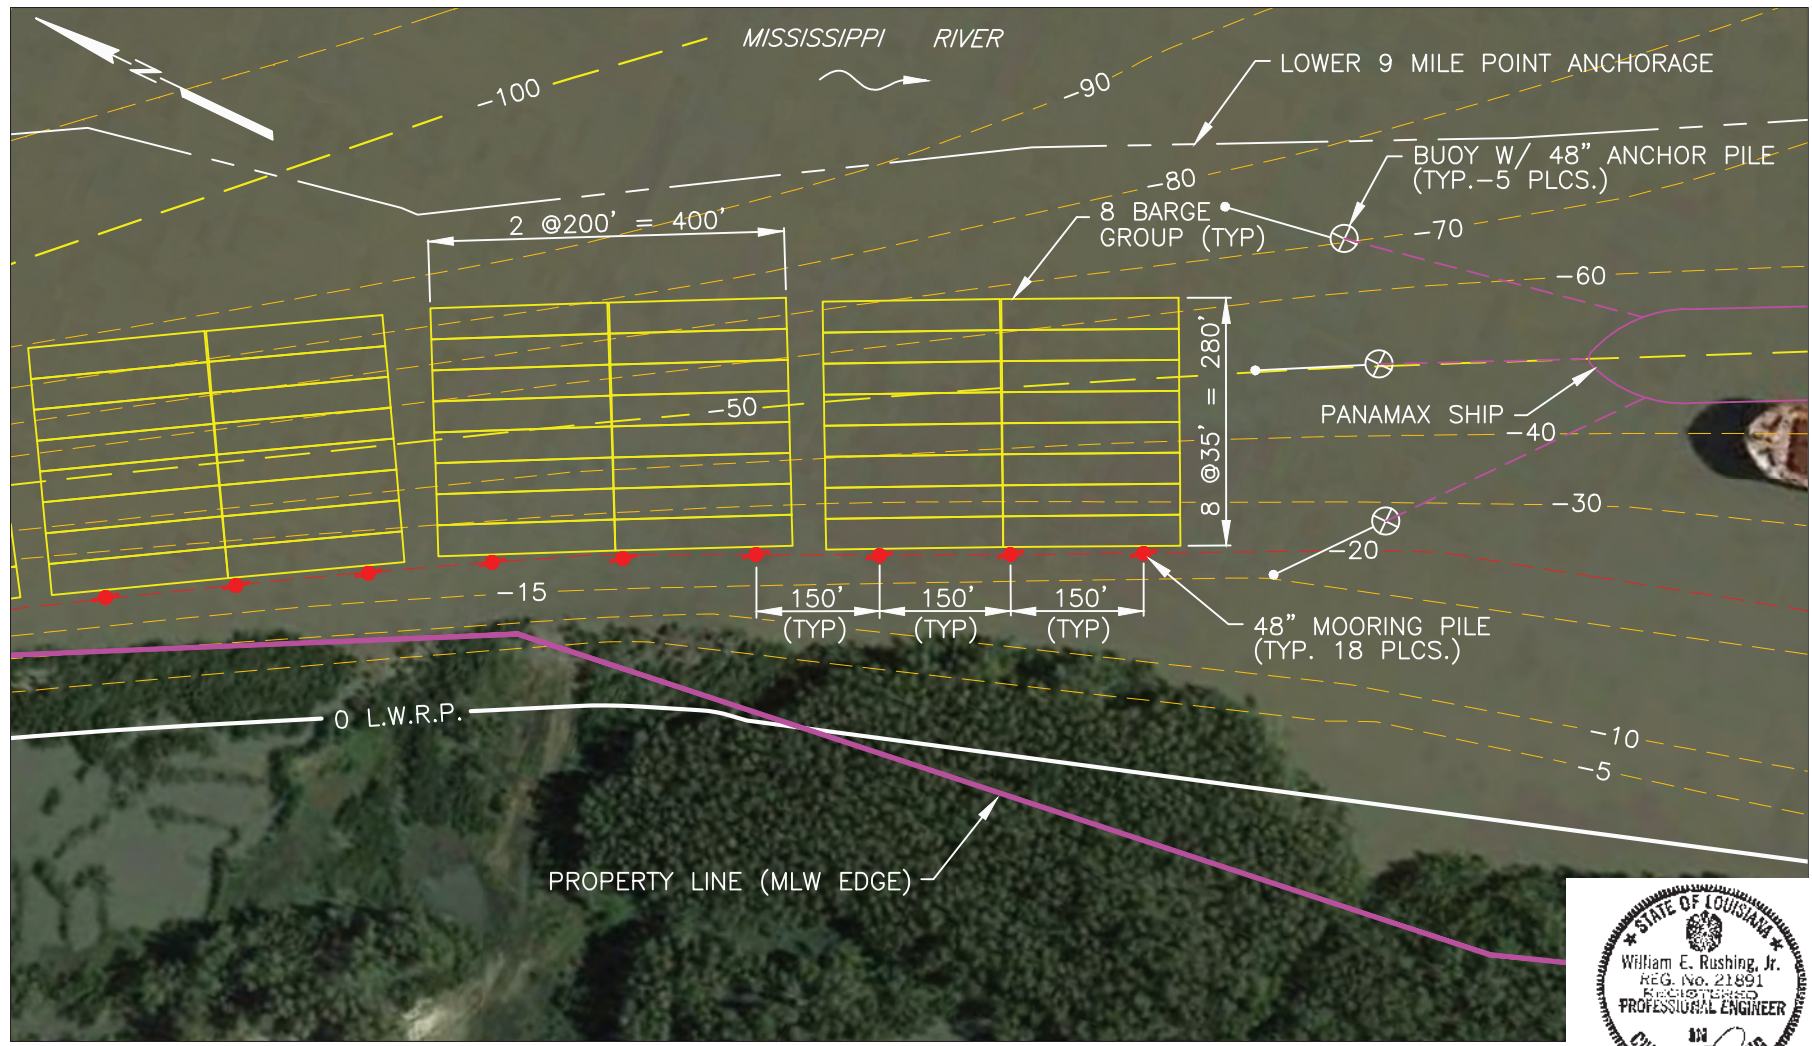 MISSISSIPPI RIVER
LOWER 9 MILE POINT ANCHORAGE
N
-100
-90
BUOY W/ 48" ANCHOR PILE
(TYP.-5 PLCS.)
-80
2 @200' = 400'
8 BARGE
GROUP (TYP)
-70
-60
8 @35' = 280'
-50
PANAMAX SHIP
-40
-30
-20
-15
150'
(TYP)
150'
(TYP)
150'
(TYP)
48" MOORING PILE
(TYP. 18 PLCS.)
0 L.W.R.P.
-10
-5
PROPERTY LINE (MLW EDGE)
STATE OF LOUISIANA
William E. Rushing, Jr.
REG. No. 21891
REGISTERED
PROFESSIONAL ENGINEER
IN